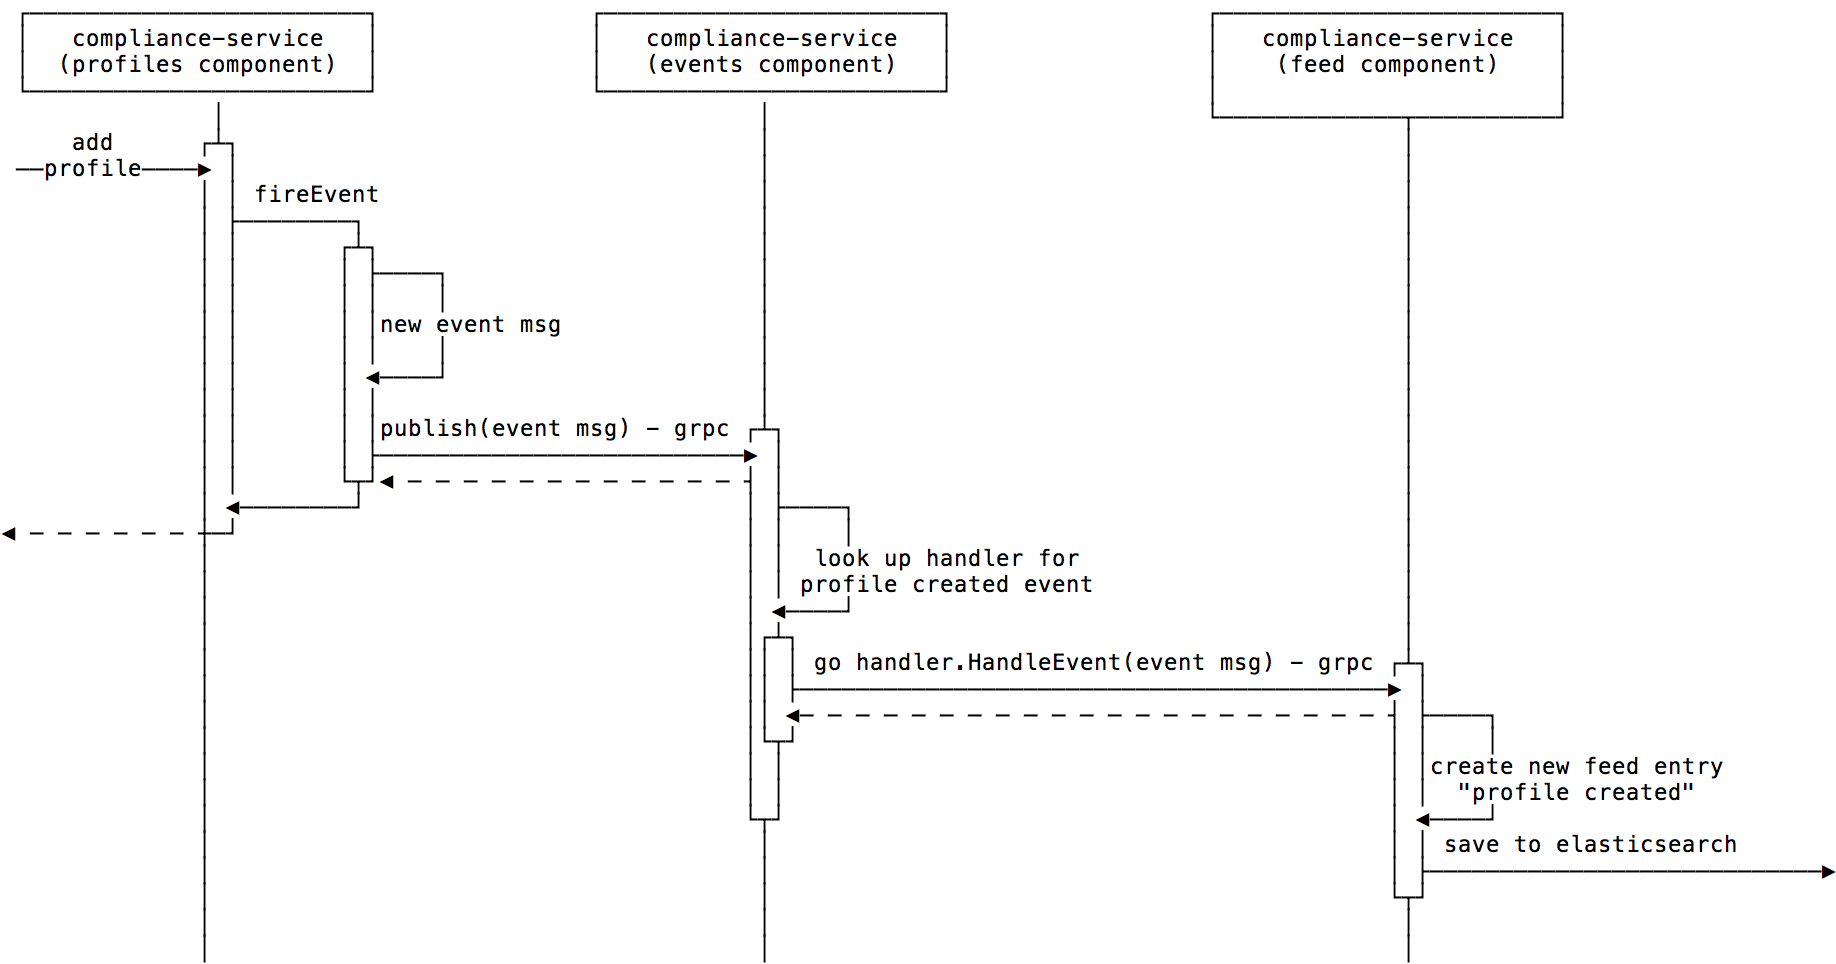 compliance-service
(profiles component)
compliance-service
(events component)
compliance-service
(feed component)
add
profile
fireEvent
new event msg
publish(event msg) - grpc
look up handler for
profile created event
go handler.HandleEvent(event msg) - grpc
create new feed entry
"profile created"
save to elasticsearch